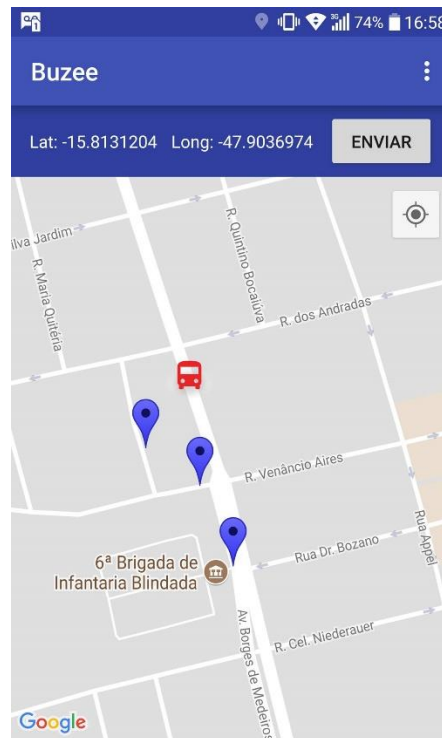 3G 74% 16:58
Buzee
Lat: -15.8131204 Long: -47.9036974 ENVIAR
ilva Jardim
R. Maria Quitéria
R. Quintino Bocaiúva
R. dos Andradas
R. Venâncio Aires
Rua Appel
Rua Dr. Bozano
6ª Brigada de
Infantaria Blindada
Av. Borges de Medeiros
R. Cel. Niederauer
Google